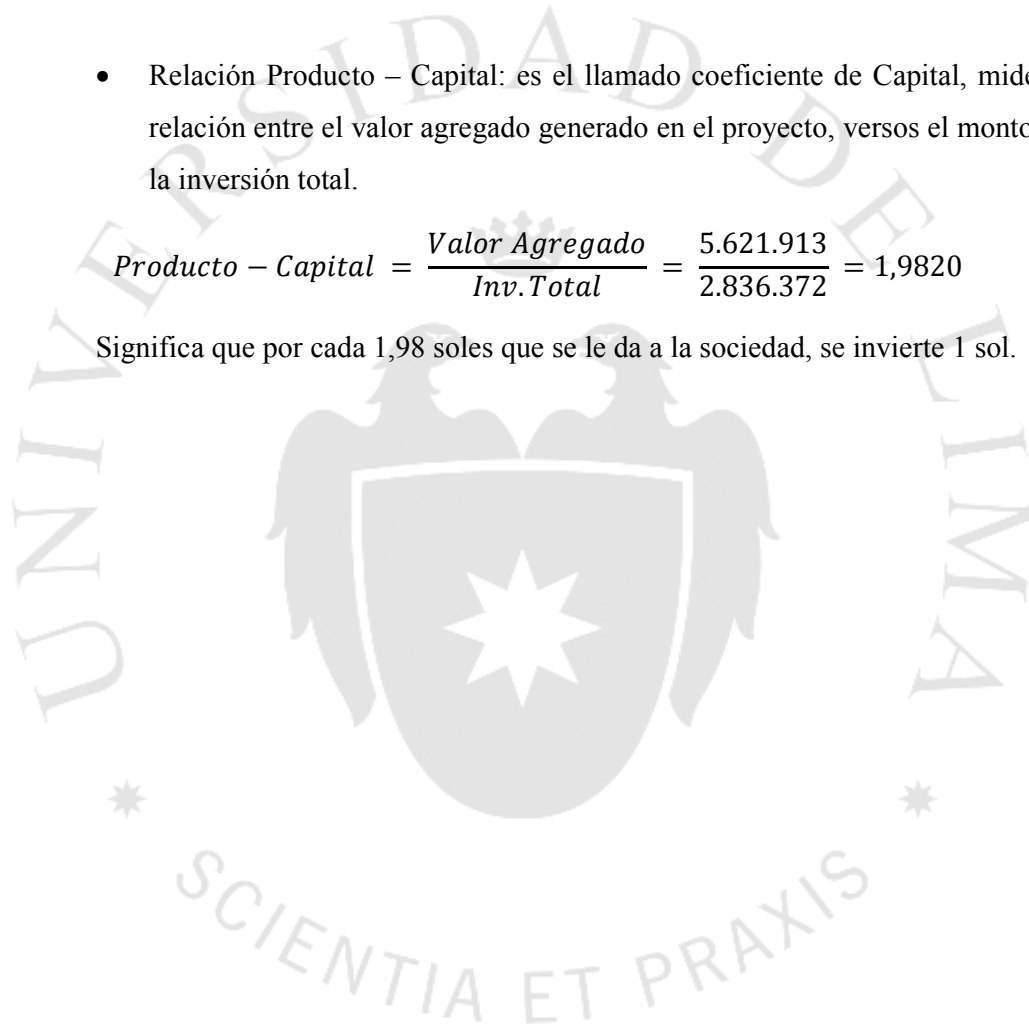 • Relación Producto – Capital: es el llamado coeficiente de Capital, mide
relación entre el valor agregado generado en el proyecto, versos el monto
la inversión total.
Producto − Capital = Valor Agregado / Inv. Total = 5.621.913 / 2.836.372 = 1,9820
Significa que por cada 1,98 soles que se le da a la sociedad, se invierte 1 sol.
UNIVERSIDAD DE LIMA
SCIENTIA ET PRAXIS